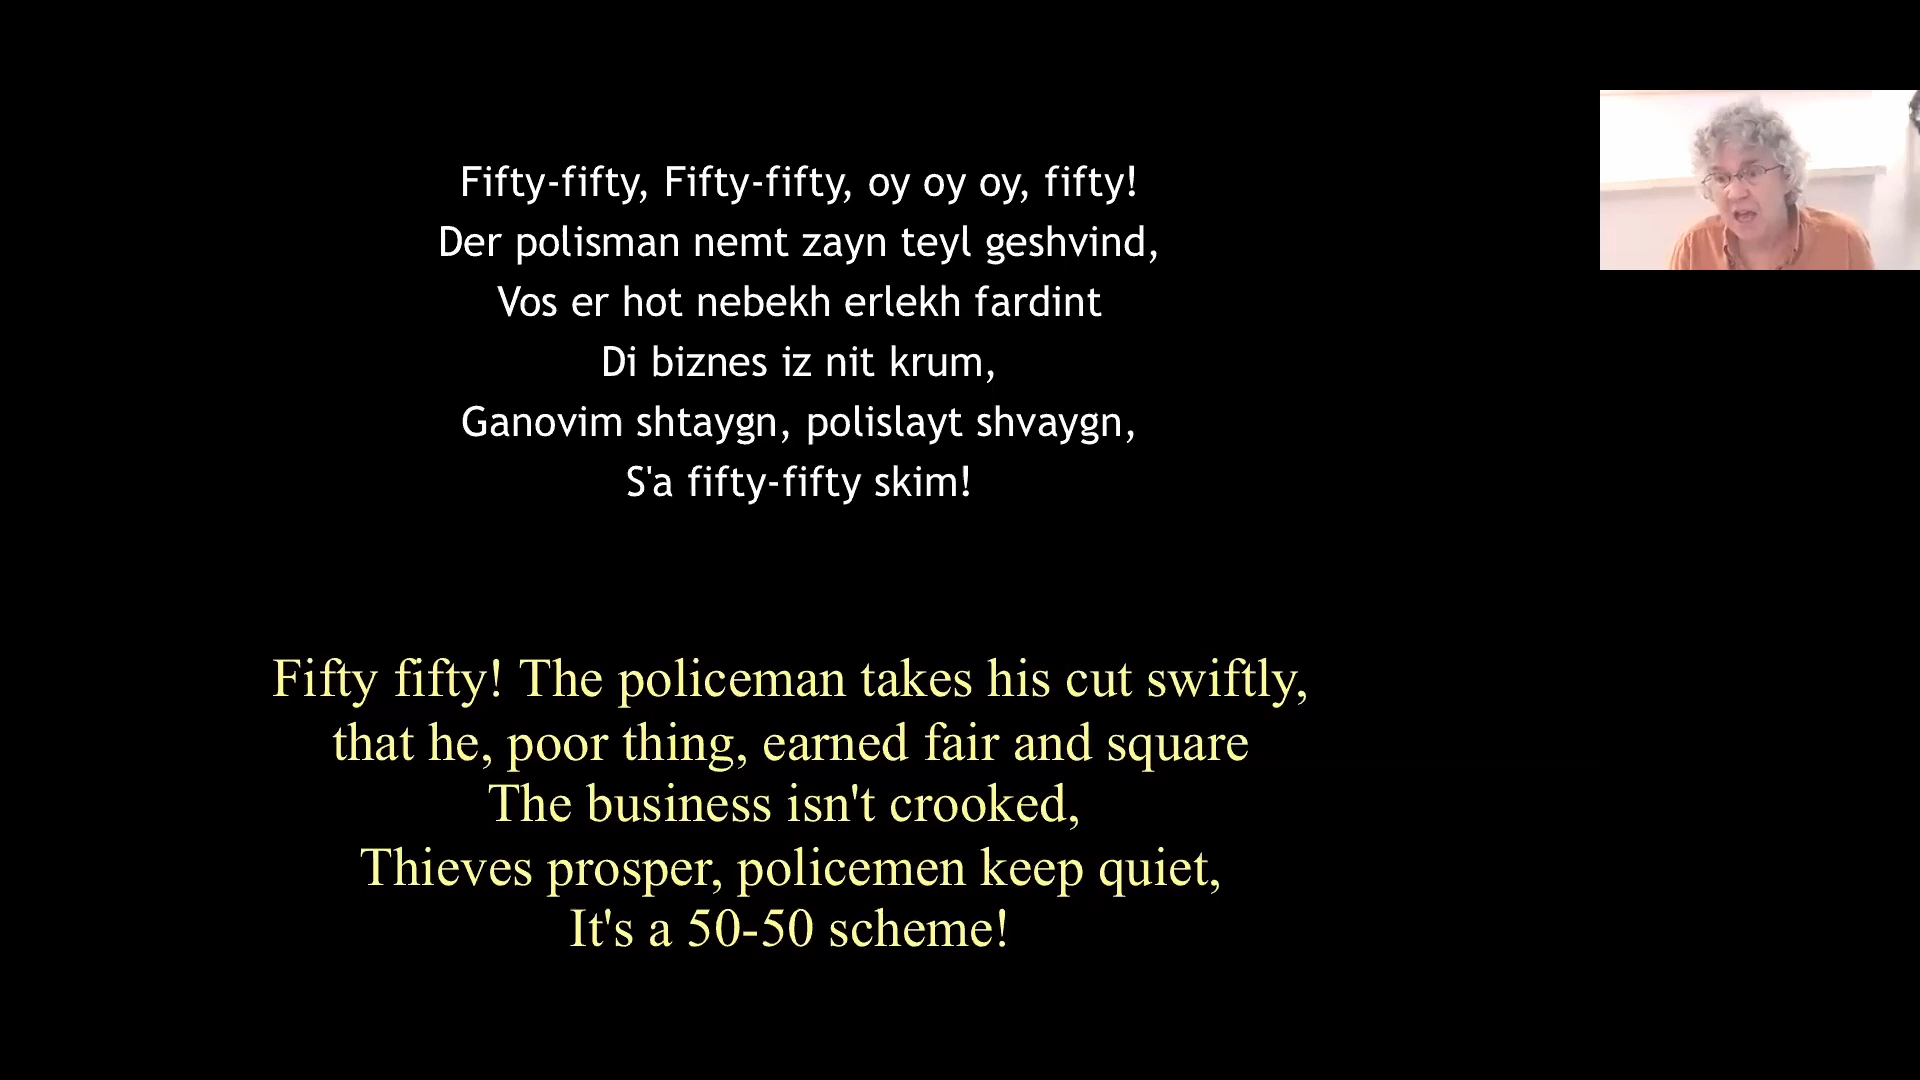 Fifty-fifty, Fifty-fifty, oy oy oy, fifty!
Der polisman nemt zayn teyl geshvind,
Vos er hot nebekh erlekh fardint
Di biznes iz nit krum,
Ganovim shtaygn, polislayt shvaygn,
S'a fifty-fifty skim!
Fifty fifty! The policeman takes his cut swiftly,
that he, poor thing, earned fair and square
The business isn't crooked,
Thieves prosper, policemen keep quiet,
It's a 50-50 scheme!